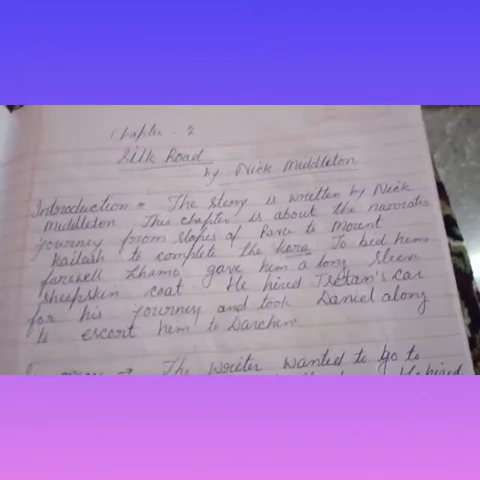 Chapter - 2
Silk Road
by Nick Middleton
Introduction → The story is written by Nick
Middleton This chapter is about the narrator
journey from slopes of Ravu to Mount
Kailash to complete the kora To bid him
farewell Lhamo gave him a long sleeve
sheepskin coat. He hired Tsetan's car
for his journey and took Daniel along
to escort him to Darchen
→ The writer wanted to go to
He hired